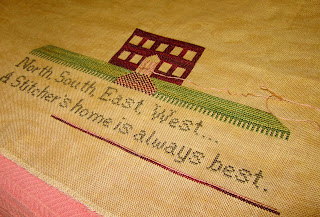 North, South, East, West...
A Stitcher's home is always best.